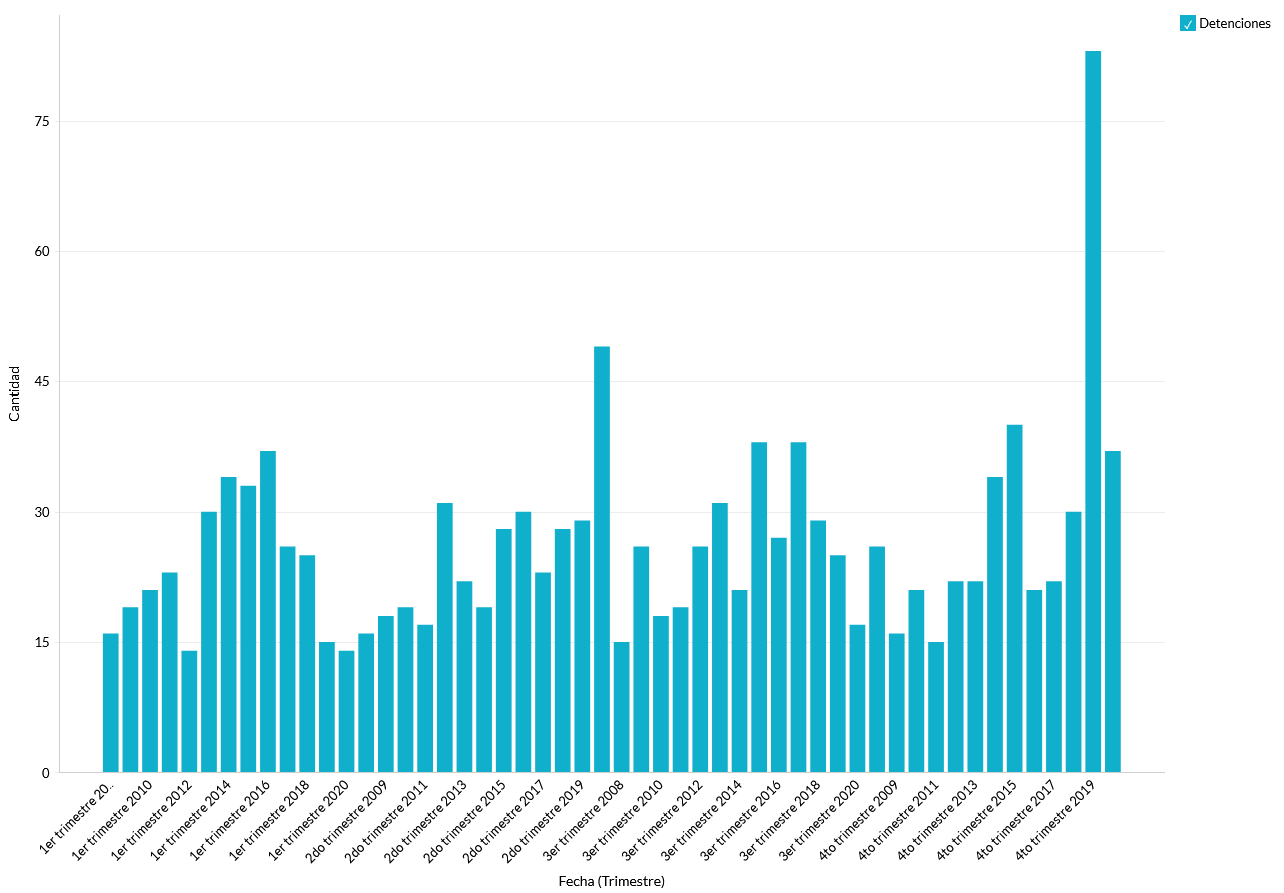 Detenciones
75
60
45
30
15
0
Cantidad
1er trimestre 20..
1er trimestre 2010
1er trimestre 2012
1er trimestre 2014
1er trimestre 2016
1er trimestre 2018
1er trimestre 2020
2do trimestre 2009
2do trimestre 2011
2do trimestre 2013
2do trimestre 2015
2do trimestre 2017
2do trimestre 2019
3er trimestre 2008
3er trimestre 2010
3er trimestre 2012
3er trimestre 2014
3er trimestre 2016
3er trimestre 2018
3er trimestre 2020
4to trimestre 2009
4to trimestre 2011
4to trimestre 2013
4to trimestre 2015
4to trimestre 2017
4to trimestre 2019
Fecha (Trimestre)